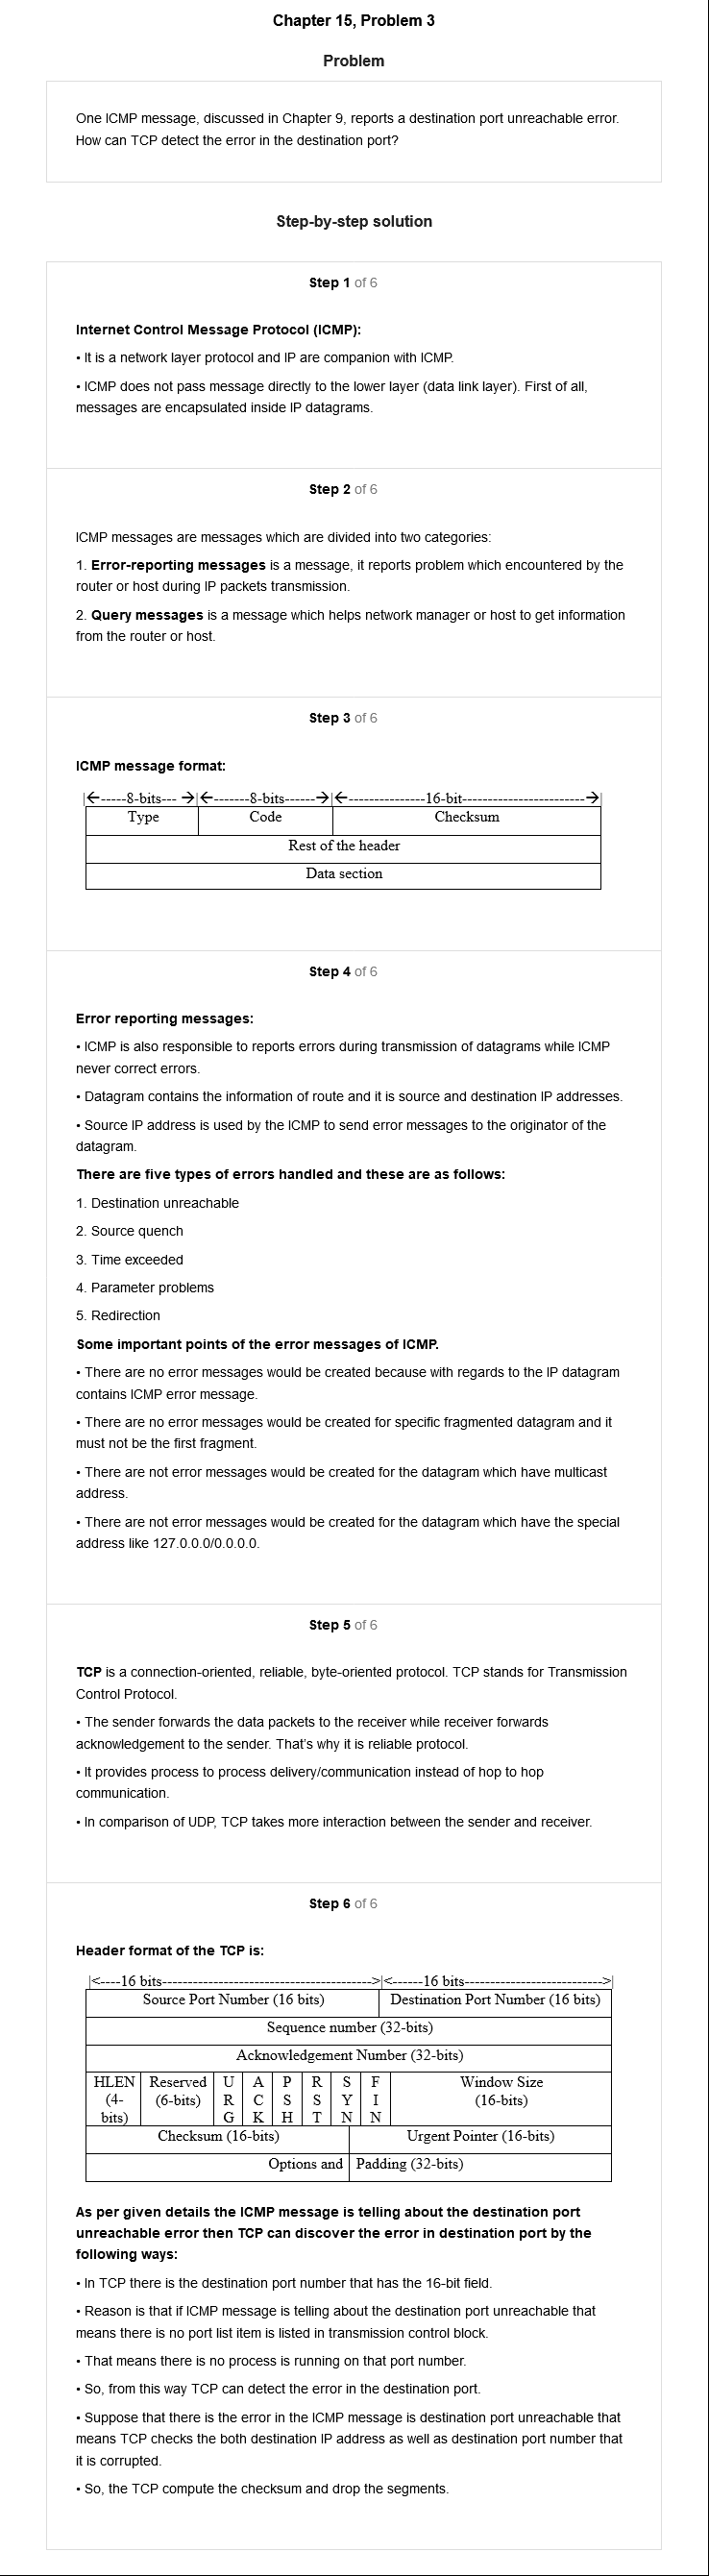 Chapter 15, Problem 3
Problem
One ICMP message, discussed in Chapter 9, reports a destination port unreachable error.
How can TCP detect the error in the destination port?
Step-by-step solution
Step 1 of 6
Internet Control Message Protocol (ICMP):
• It is a network layer protocol and IP are companion with ICMP.
• ICMP does not pass message directly to the lower layer (data link layer). First of all,
messages are encapsulated inside IP datagrams.
Step 2 of 6
ICMP messages are messages which are divided into two categories:
1. Error-reporting messages is a message, it reports problem which encountered by the
router or host during IP packets transmission.
2. Query messages is a message which helps network manager or host to get information
from the router or host.
Step 3 of 6
ICMP message format:
|←-----8-bits--- →|←-------8-bits------→|←---------------16-bit------------------------→|
Type Code Checksum
Rest of the header
Data section
Step 4 of 6
Error reporting messages:
• ICMP is also responsible to reports errors during transmission of datagrams while ICMP
never correct errors.
• Datagram contains the information of route and it is source and destination IP addresses.
• Source IP address is used by the ICMP to send error messages to the originator of the
datagram.
There are five types of errors handled and these are as follows:
1. Destination unreachable
2. Source quench
3. Time exceeded
4. Parameter problems
5. Redirection
Some important points of the error messages of ICMP.
• There are no error messages would be created because with regards to the IP datagram
contains ICMP error message.
• There are no error messages would be created for specific fragmented datagram and it
must not be the first fragment.
• There are not error messages would be created for the datagram which have multicast
address.
• There are not error messages would be created for the datagram which have the special
address like 127.0.0.0/0.0.0.0.
Step 5 of 6
TCP is a connection-oriented, reliable, byte-oriented protocol. TCP stands for Transmission
Control Protocol.
• The sender forwards the data packets to the receiver while receiver forwards
acknowledgement to the sender. That's why it is reliable protocol.
• It provides process to process delivery/communication instead of hop to hop
communication.
• In comparison of UDP, TCP takes more interaction between the sender and receiver.
Step 6 of 6
Header format of the TCP is:
|<----16 bits----------------------------------------->|<------16 bits--------------------------->|
Source Port Number (16 bits) Destination Port Number (16 bits)
Sequence number (32-bits)
Acknowledgement Number (32-bits)
HLEN Reserved U A P R S F Window Size
(4- (6-bits) R C S S Y I (16-bits)
bits) G K H T N N
Checksum (16-bits) Urgent Pointer (16-bits)
Options and Padding (32-bits)
As per given details the ICMP message is telling about the destination port
unreachable error then TCP can discover the error in destination port by the
following ways:
• In TCP there is the destination port number that has the 16-bit field.
• Reason is that if ICMP message is telling about the destination port unreachable that
means there is no port list item is listed in transmission control block.
• That means there is no process is running on that port number.
• So, from this way TCP can detect the error in the destination port.
• Suppose that there is the error in the ICMP message is destination port unreachable that
means TCP checks the both destination IP address as well as destination port number that
it is corrupted.
• So, the TCP compute the checksum and drop the segments.